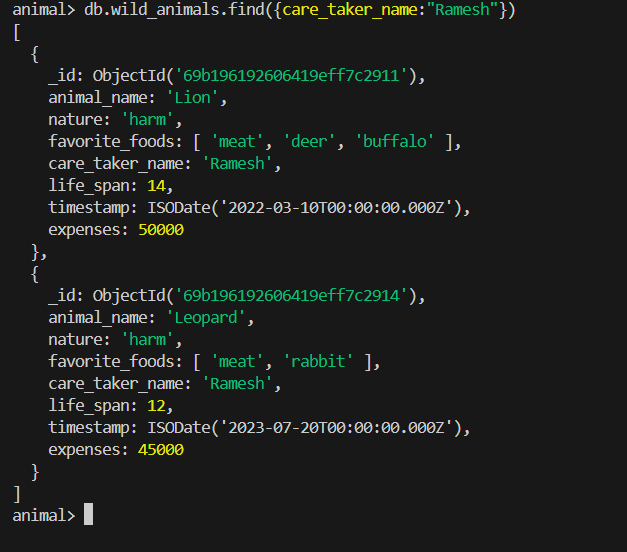 animal> db.wild_animals.find({care_taker_name:"Ramesh"})
[
  {
    _id: ObjectId('69b196192606419eff7c2911'),
    animal_name: 'Lion',
    nature: 'harm',
    favorite_foods: [ 'meat', 'deer', 'buffalo' ],
    care_taker_name: 'Ramesh',
    life_span: 14,
    timestamp: ISODate('2022-03-10T00:00:00.000Z'),
    expenses: 50000
  },
  {
    _id: ObjectId('69b196192606419eff7c2914'),
    animal_name: 'Leopard',
    nature: 'harm',
    favorite_foods: [ 'meat', 'rabbit' ],
    care_taker_name: 'Ramesh',
    life_span: 12,
    timestamp: ISODate('2023-07-20T00:00:00.000Z'),
    expenses: 45000
  }
]
animal>